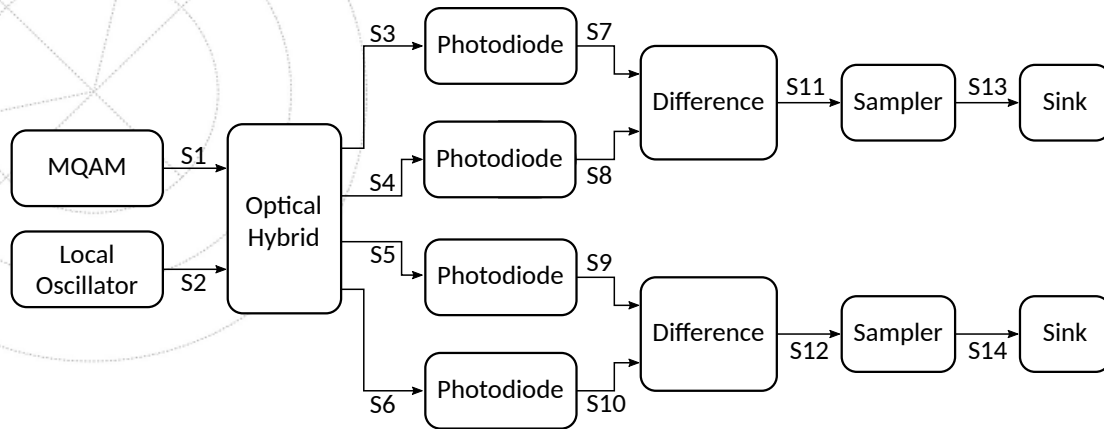 MQAM
Local
Oscillator
S1
S2
Optical
Hybrid
S3
S4
S5
S6
Photodiode
Photodiode
Photodiode
Photodiode
S7
S8
S9
S10
Difference
Difference
S11
S12
Sampler
Sampler
S13
S14
Sink
Sink